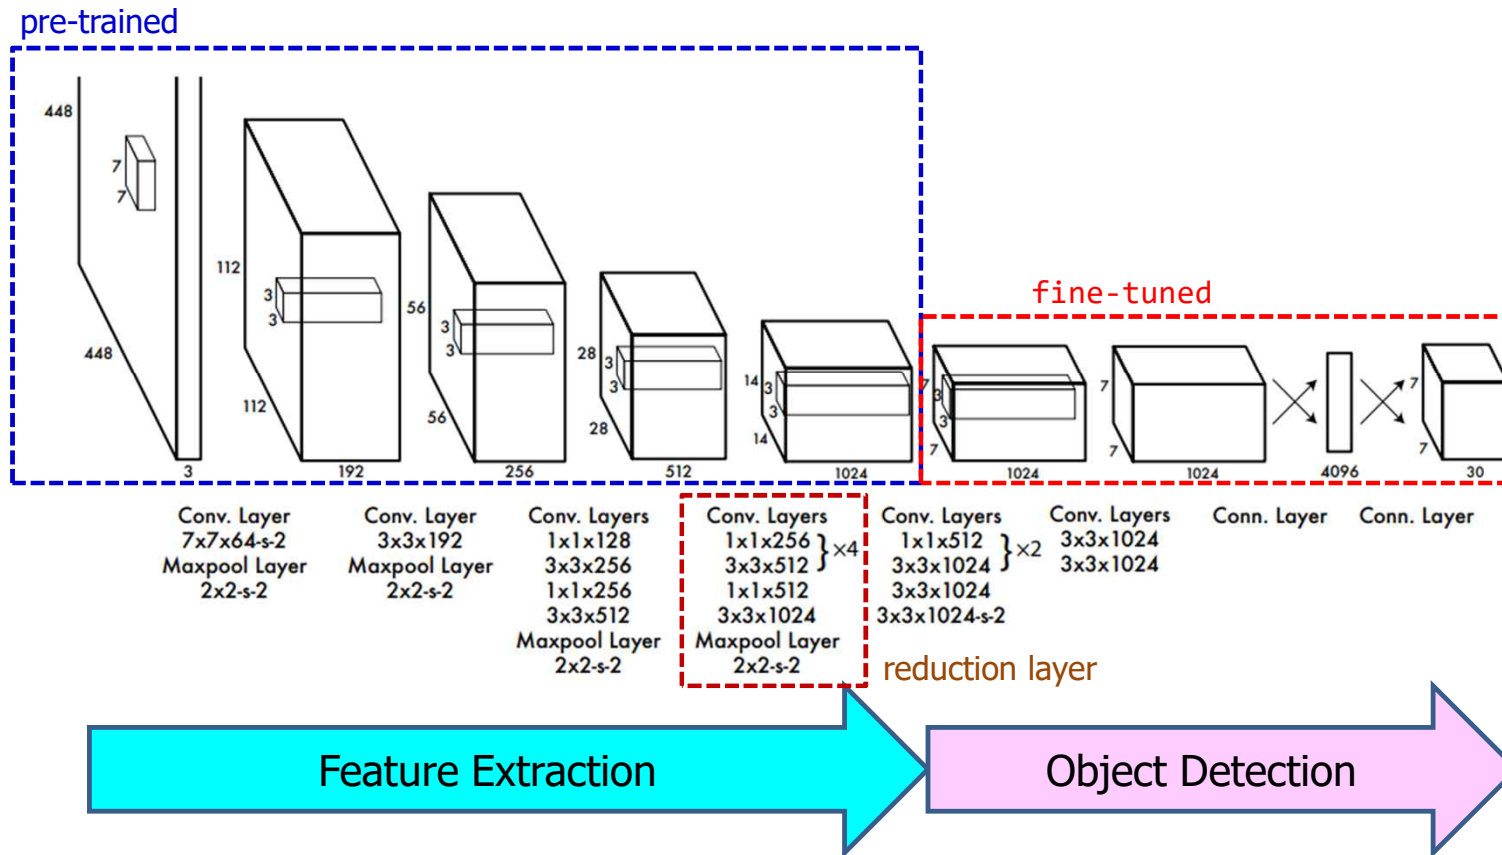 pre-trained
448
7
7
448
3
112
3
3
112
192
56
3
3
56
256
28
3
3
28
512
14
3
3
14
1024
fine-tuned
7
3
3
7
1024
7
7
1024
4096
7
7
30
Conv. Layer
7x7x64-s-2
Maxpool Layer
2x2-s-2
Conv. Layer
3x3x192
Maxpool Layer
2x2-s-2
Conv. Layers
1x1x128
3x3x256
1x1x256
3x3x512
Maxpool Layer
2x2-s-2
Conv. Layers
1x1x256
3x3x512
} ×4
1x1x512
3x3x1024
Maxpool Layer
2x2-s-2
Conv. Layers
1x1x512
3x3x1024
} ×2
3x3x1024
3x3x1024-s-2
Conv. Layers
3x3x1024
3x3x1024
Conn. Layer
Conn. Layer
reduction layer
Feature Extraction
Object Detection